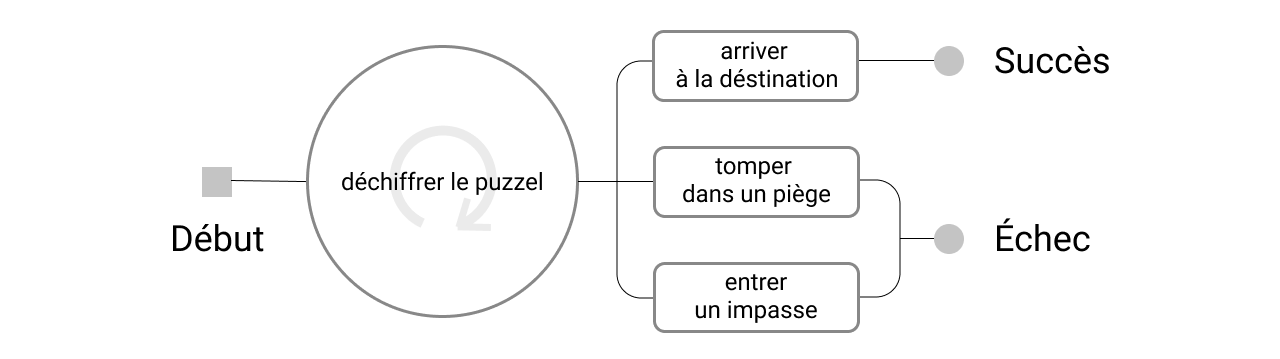 Début
déchiffrer le puzzel
arriver
à la déstination
Succès
tomper
dans un piège
entrer
un impasse
Échec